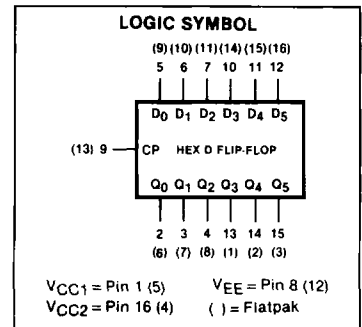 LOGIC SYMBOL
(9) (10) (11) (14) (15) (16)
5 6 7 10 11 12
D0 D1 D2 D3 D4 D5
(13) 9 CP HEX D FLIP-FLOP
Q0 Q1 Q2 Q3 Q4 Q5
2 3 4 13 14 15
(6) (7) (8) (1) (2) (3)
VCC1 = Pin 1 (5) VEE = Pin 8 (12)
VCC2 = Pin 16 (4) ( ) = Flatpak